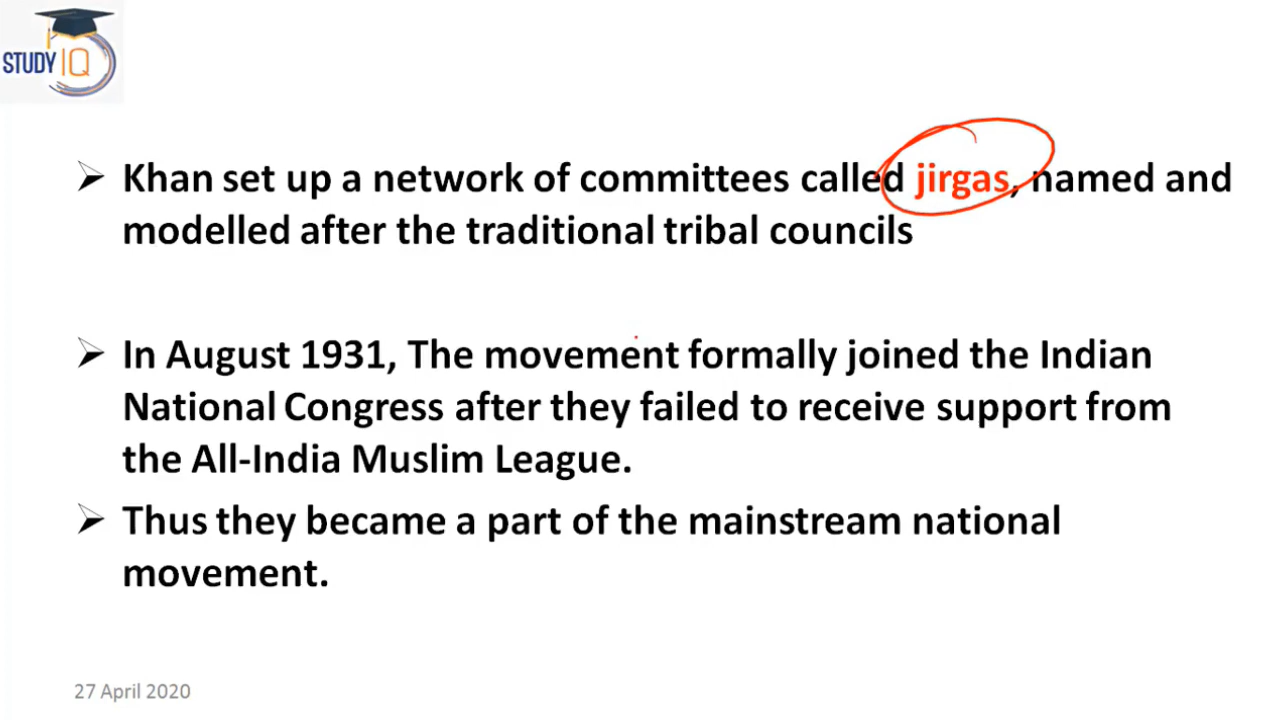 STUDY IQ
Khan set up a network of committees called jirgas, named and
modelled after the traditional tribal councils
In August 1931, The movement formally joined the Indian
National Congress after they failed to receive support from
the All-India Muslim League.
Thus they became a part of the mainstream national
movement.
27 April 2020